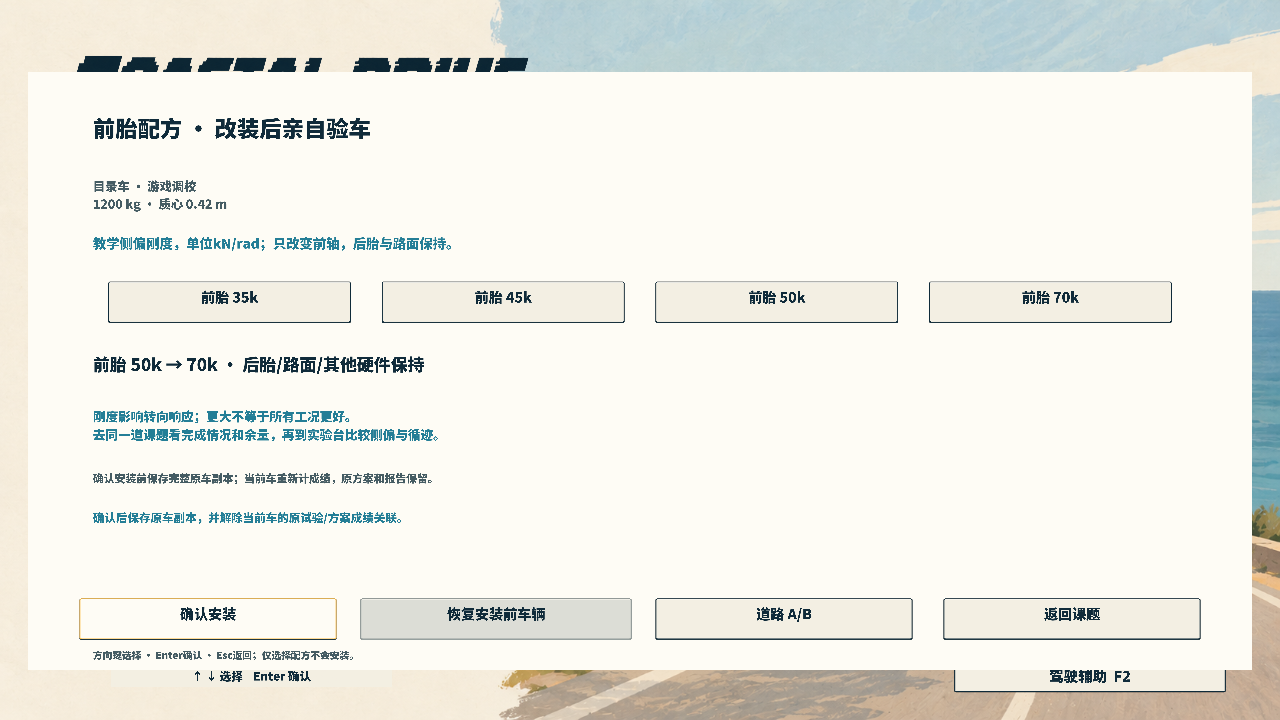 前胎配方 · 改装后亲自验车
目录车 · 游戏调校
1200 kg · 质心 0.42 m
教学侧偏刚度，单位kN/rad；只改变前轴，后胎与路面保持。
前胎 35k
前胎 45k
前胎 50k
前胎 70k
前胎 50k → 70k · 后胎/路面/其他硬件保持
刚度影响转向响应；更大不等于所有工况更好。
去同一道课题看完成情况和余量，再到实验台比较侧偏与循迹。
确认安装前保存完整原车副本；当前车重新计成绩，原方案和报告保留。
确认后保存原车副本，并解除当前车的原试验/方案成绩关联。
确认安装
恢复安装前车辆
道路 A/B
返回课题
方向键选择 · Enter确认 · Esc返回；仅选择配方不会安装。
↑ ↓ 选择 Enter 确认
驾驶辅助 F2